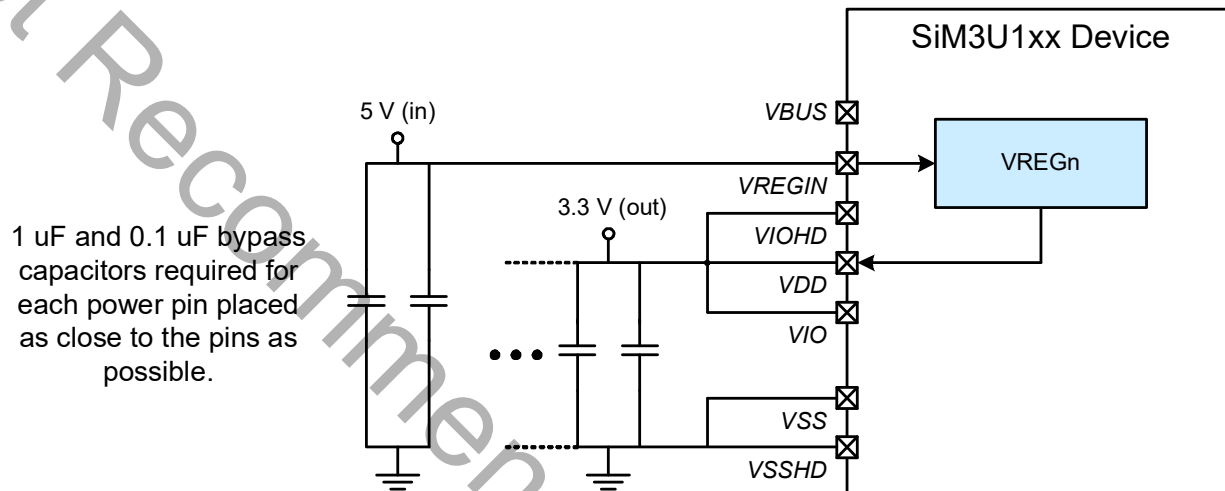 SiM3U1xx Device
5 V (in)
VBUS
VREGn
VREGIN
3.3 V (out)
VIOHD
1 uF and 0.1 uF bypass
capacitors required for
each power pin placed
as close to the pins as
possible.
VDD
VIO
VSS
VSSHD
Recommen